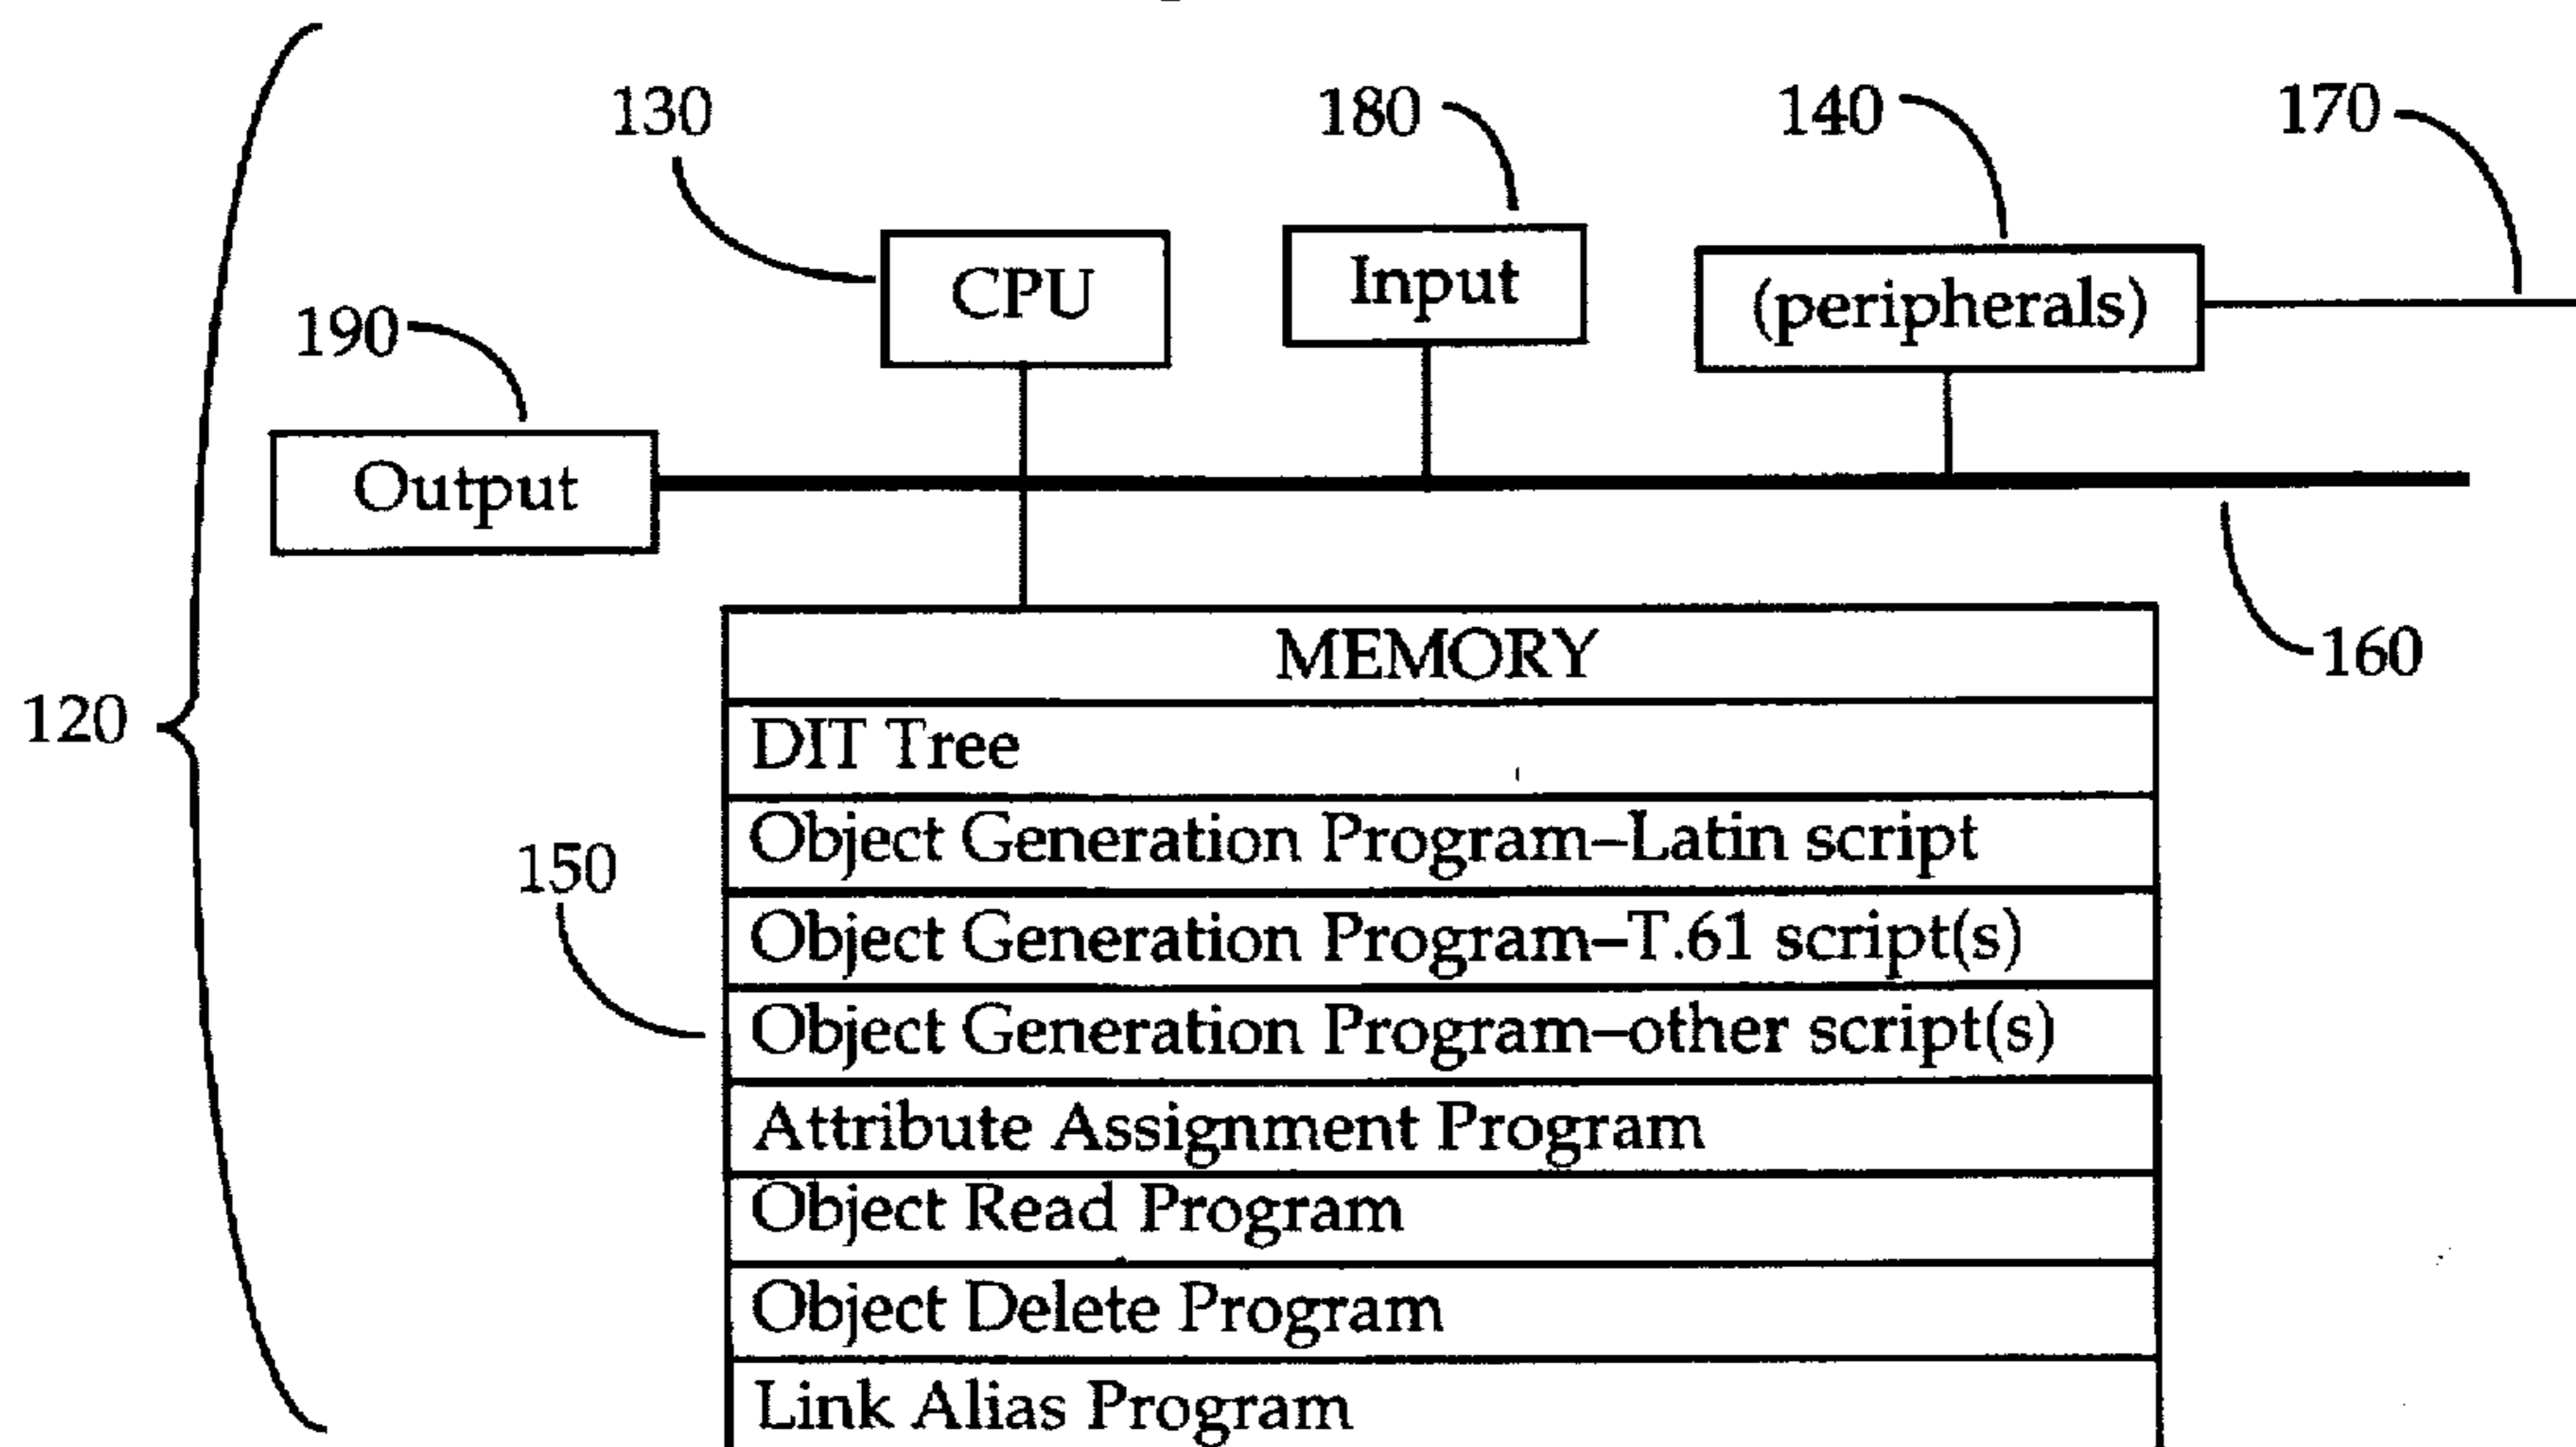 130
180
140
170
CPU
Input
(peripherals)
190
Output
160
120
MEMORY
DIT Tree
Object Generation Program–Latin script
150
Object Generation Program–T.61 script(s)
Object Generation Program–other script(s)
Attribute Assignment Program
Object Read Program
Object Delete Program
Link Alias Program